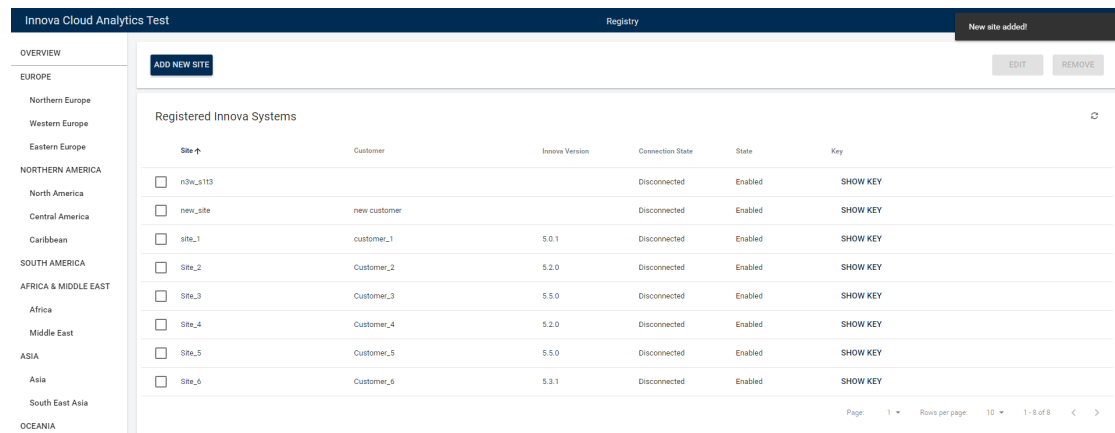 Innova Cloud Analytics Test
Registry
New site added!
OVERVIEW
EUROPE
Northern Europe
Western Europe
Eastern Europe
NORTHERN AMERICA
North America
Central America
Caribbean
SOUTH AMERICA
AFRICA & MIDDLE EAST
Africa
Middle East
ASIA
Asia
South East Asia
OCEANIA
ADD NEW SITE EDIT REMOVE
Registered Innova Systems
Site Customer Innova Version Connection State State Key
n3w_s1t3 Disconnected Enabled SHOW KEY
new_site new customer Disconnected Enabled SHOW KEY
site_1 customer_1 5.0.1 Disconnected Enabled SHOW KEY
Site_2 Customer_2 5.2.0 Disconnected Enabled SHOW KEY
Site_3 Customer_3 5.5.0 Disconnected Enabled SHOW KEY
Site_4 Customer_4 5.2.0 Disconnected Enabled SHOW KEY
Site_5 Customer_5 5.5.0 Disconnected Enabled SHOW KEY
Site_6 Customer_6 5.3.1 Disconnected Enabled SHOW KEY
Page: 1 Rows per page: 10 1 - 8 of 8